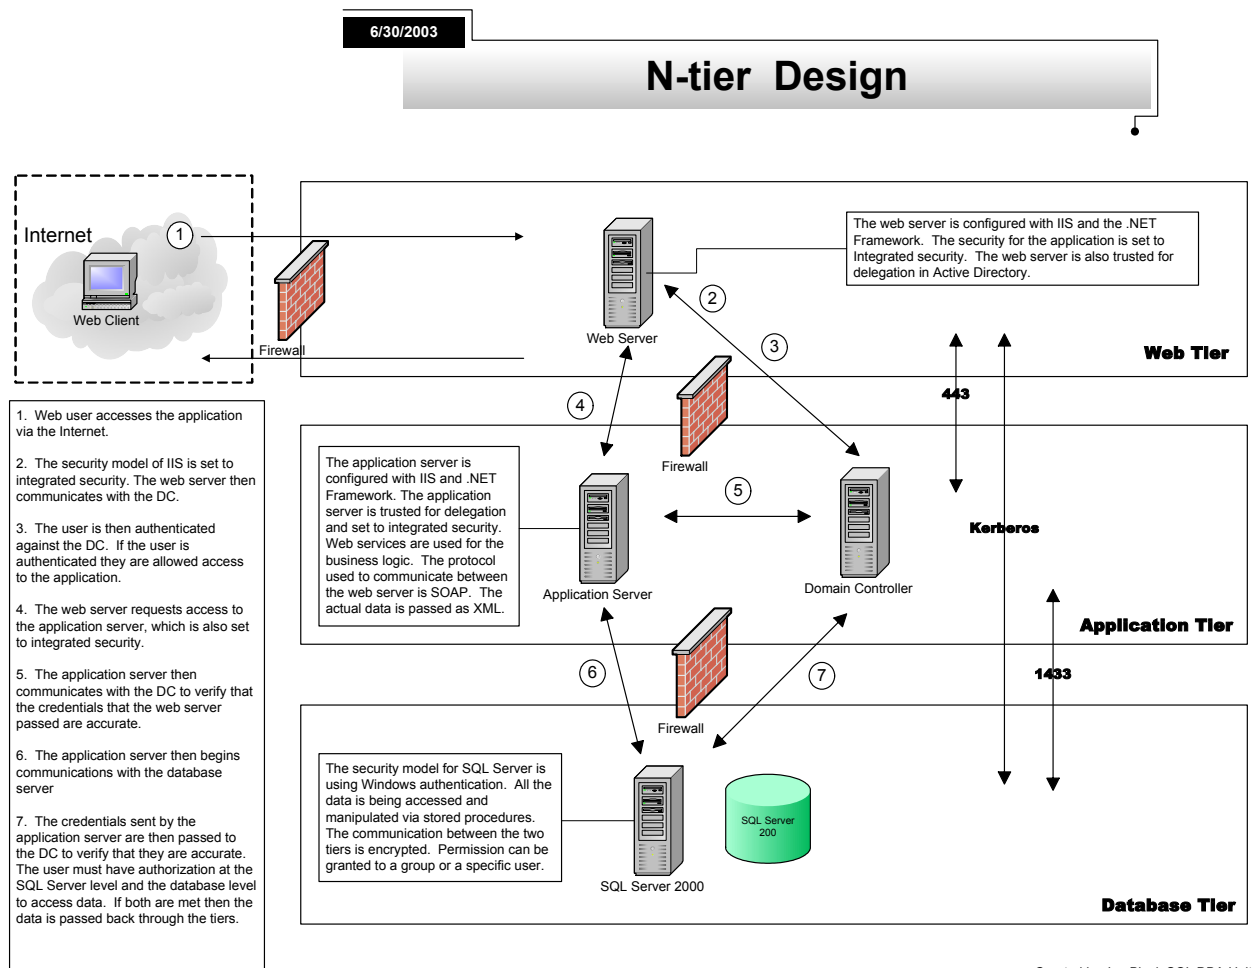 6/30/2003
N-tier Design
Internet
1
Web Client
Firewall
Web Server
The web server is configured with IIS and the .NET
Framework. The security for the application is set to
Integrated security. The web server is also trusted for
delegation in Active Directory.
2
3
Web Tier
4
443
Firewall
1. Web user accesses the application
via the Internet.
2. The security model of IIS is set to
integrated security. The web server then
communicates with the DC.
3. The user is then authenticated
against the DC. If the user is
authenticated they are allowed access
to the application.
4. The web server requests access to
the application server, which is also set
to integrated security.
5. The application server then
communicates with the DC to verify that
the credentials that the web server
passed are accurate.
6. The application server then begins
communications with the database
server
7. The credentials sent by the
application server are then passed to
the DC to verify that they are accurate.
The user must have authorization at the
SQL Server level and the database level
to access data. If both are met then the
data is passed back through the tiers.
The application server is
configured with IIS and .NET
Framework. The application
server is trusted for delegation
and set to integrated security.
Web services are used for the
business logic. The protocol
used to communicate between
the web server is SOAP. The
actual data is passed as XML.
5
Kerberos
Application Server
Domain Controller
Application Tier
6
7
1433
Firewall
The security model for SQL Server is
using Windows authentication. All the
data is being accessed and
manipulated via stored procedures.
The communication between the two
tiers is encrypted. Permission can be
granted to a group or a specific user.
SQL Server
200
SQL Server 2000
Database Tier